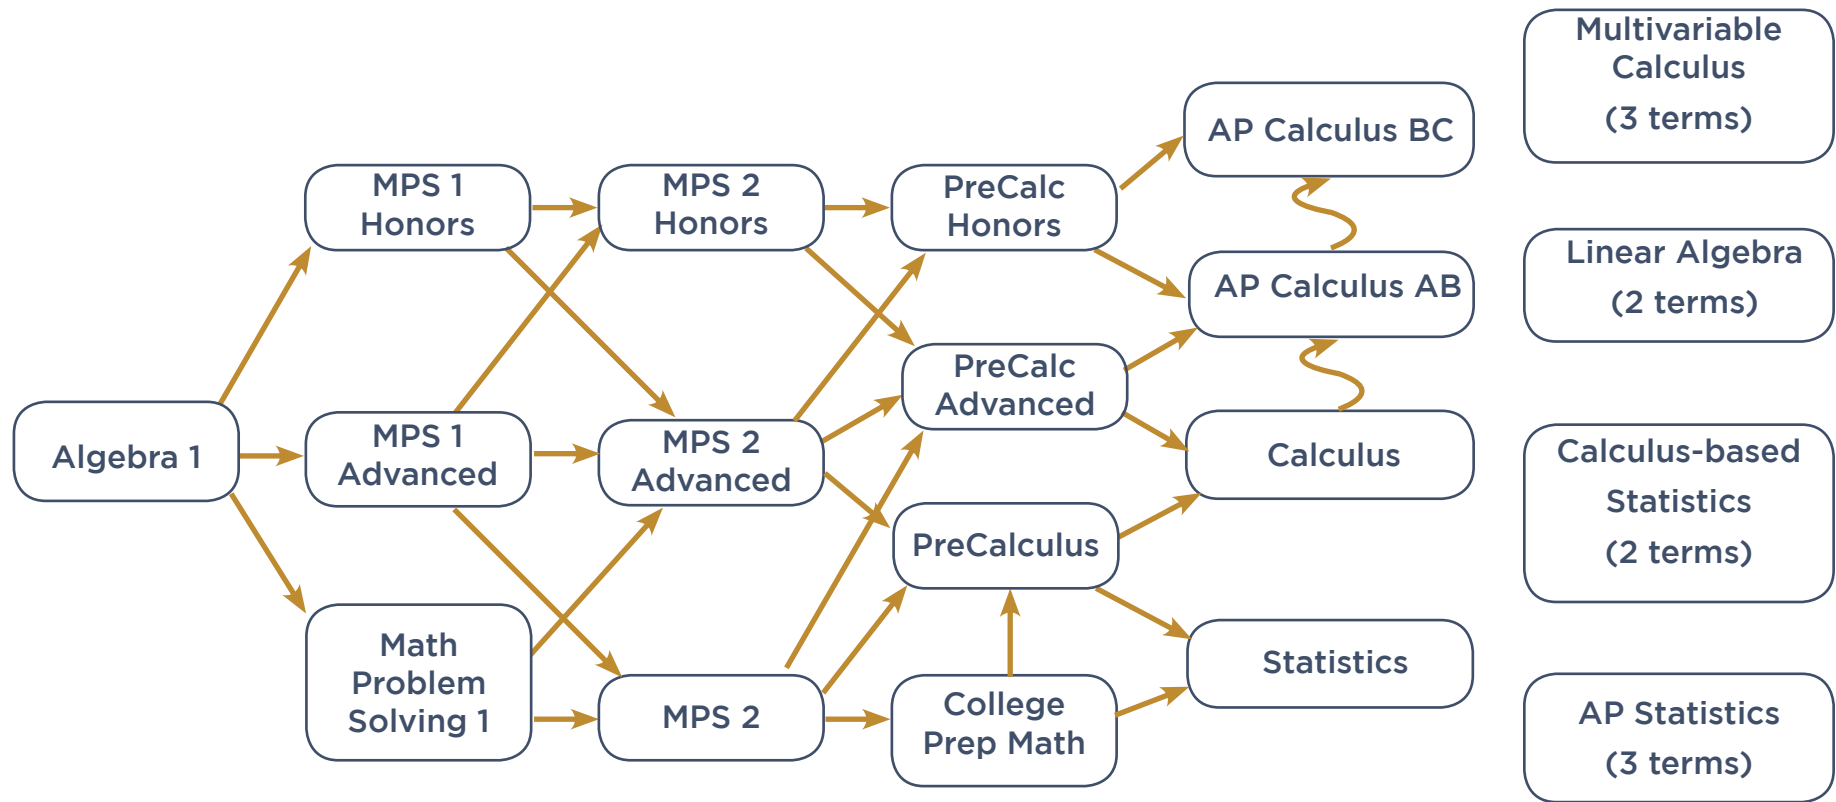 Algebra 1
MPS 1
Honors
MPS 1
Advanced
Math
Problem
Solving 1
MPS 2
Honors
MPS 2
Advanced
MPS 2
PreCalc
Honors
PreCalc
Advanced
PreCalculus
College
Prep Math
AP Calculus BC
AP Calculus AB
Calculus
Statistics
Multivariable
Calculus
(3 terms)
Linear Algebra
(2 terms)
Calculus-based
Statistics
(2 terms)
AP Statistics
(3 terms)